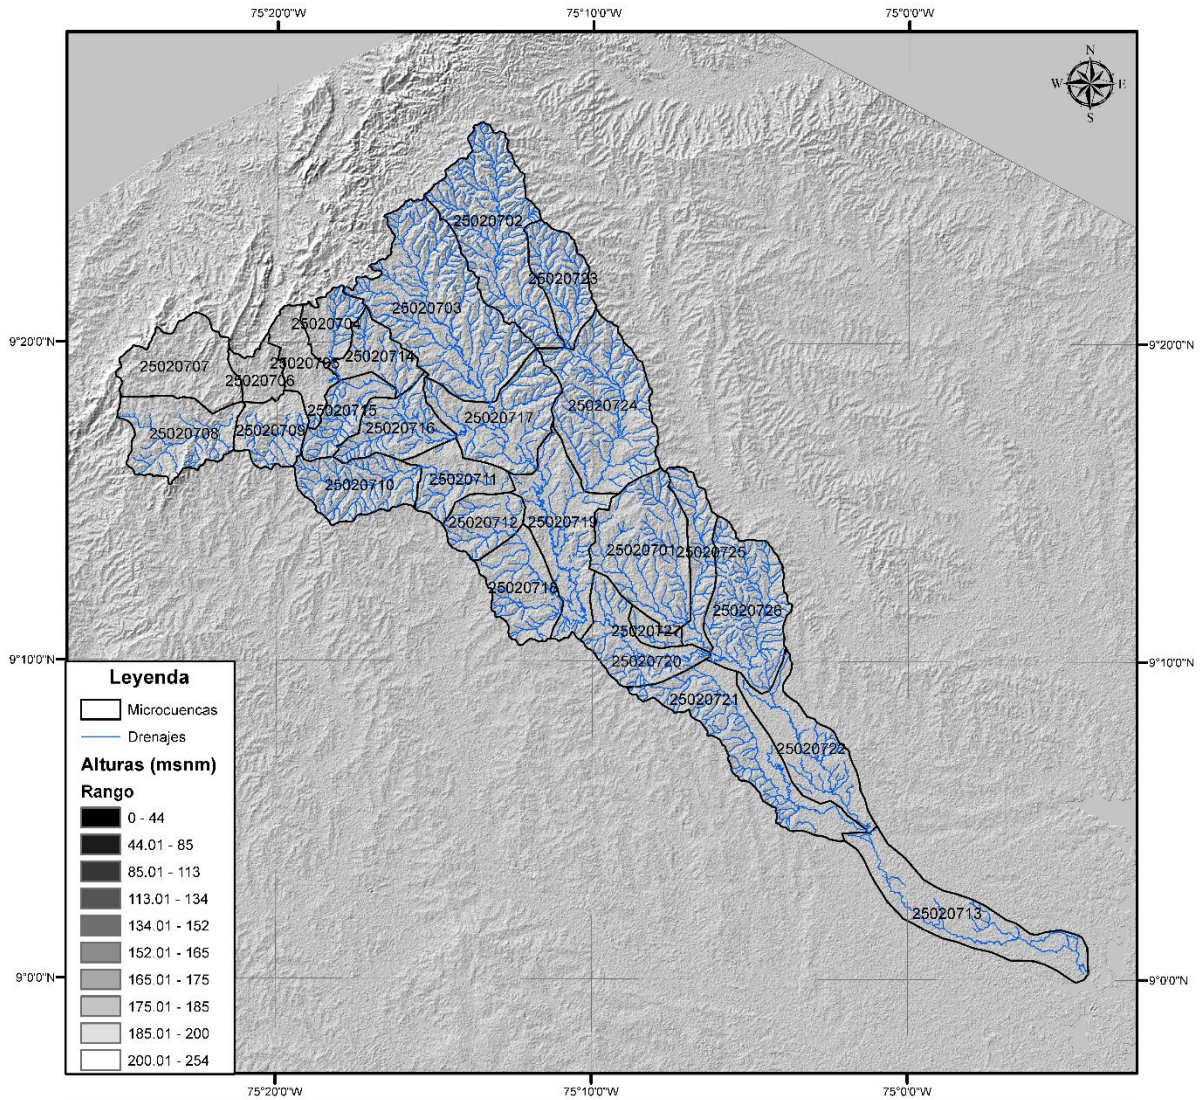 75°20'0"W 75°10'0"W 75°0'0"W
N
W E
S
25020702
25020723
25020703
25020704
9°20'0"N 9°20'0"N
25020714
25020705
25020707
25020706
25020724
25020715
25020717
25020716
25020708 25020709
25020711
25020710
25020712 25020719
25020701 25020725
25020718
25020726
25020727
9°10'0"N 25020720 9°10'0"N
25020721
25020722
25020713
9°0'0"N 9°0'0"N
Leyenda
Microcuencas
Drenajes
Alturas (msnm)
Rango
0 - 44
44.01 - 85
85.01 - 113
113.01 - 134
134.01 - 152
152.01 - 165
165.01 - 175
175.01 - 185
185.01 - 200
200.01 - 254
75°20'0"W 75°10'0"W 75°0'0"W